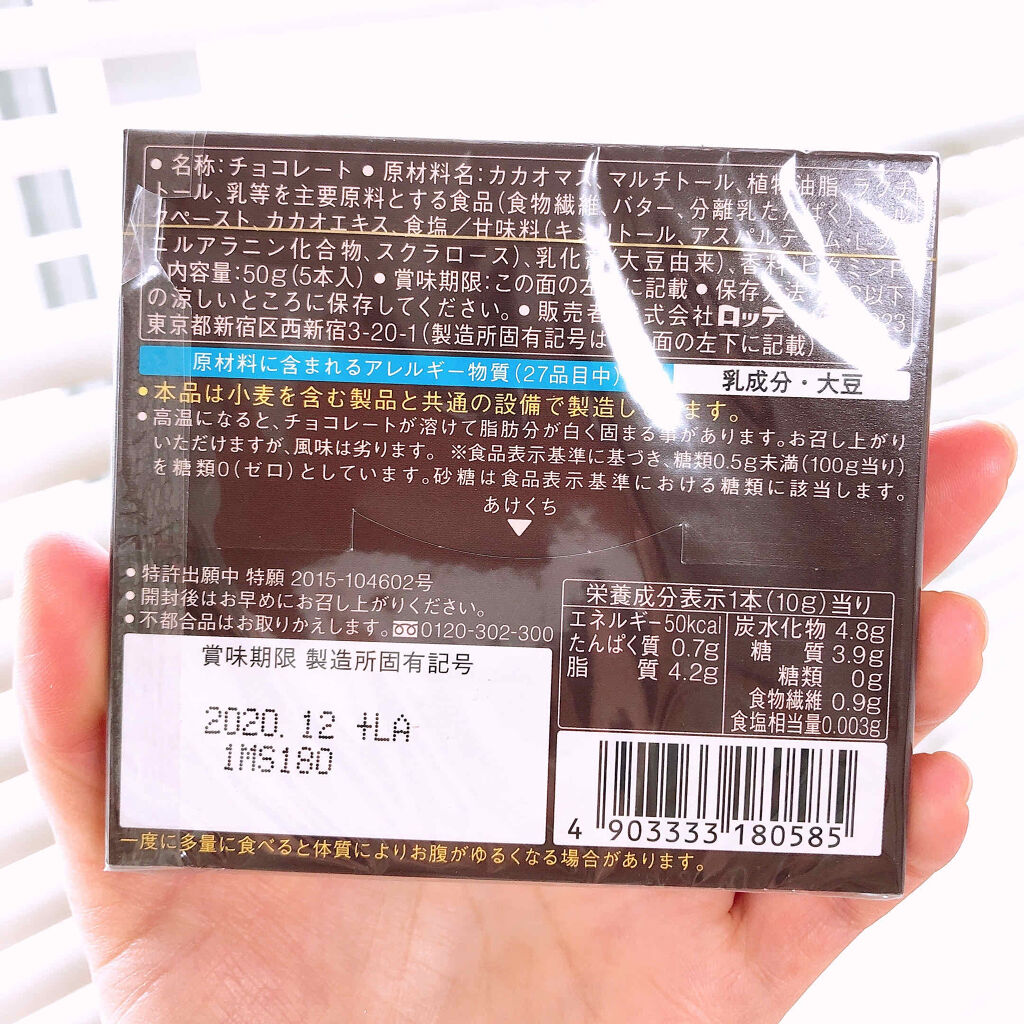 ● 名称:チョコレート ● 原材料名:カカオマス、マルチトール、植物油脂、ラクチ
トール、乳等を主要原料とする食品(食物繊維、バター、分離乳たんぱく)
ペースト、カカオエキス、食塩/甘味料(キシリトール、アスパルテーム・L-フェ
ニルアラニン化合物、スクラロース)、乳化剤(大豆由来)、香料、ビタミンP
内容量:50g(5本入) ● 賞味期限:この面の左下に記載 ● 保存方法 以下
の涼しいところに保存してください。 ● 販売者 株式会社ロッテ 023
東京都新宿区西新宿3-20-1(製造所固有記号は 面の左下に記載)
原材料に含まれるアレルギー物質(27品目中) 乳成分・大豆
● 本品は小麦を含む製品と共通の設備で製造しています。
● 高温になると、チョコレートが溶けて脂肪分が白く固まる事があります。お召し上がり
いただけますが、風味は劣ります。 ※食品表示基準に基づき、糖類0.5g未満(100g当り)
を糖類0(ゼロ)としています。砂糖は食品表示基準における糖類に該当します。
あけくち
● 特許出願中 特願 2015-104602号
● 開封後はお早めにお召し上がりください。
● 不都合品はお取りかえします。 0120-302-300
賞味期限 製造所固有記号
2020. 12 +LA
1MS180
栄養成分表示1本(10g)当り
エネルギー 50kcal
たんぱく質 0.7g
脂質 4.2g
炭水化物 4.8g
糖質 3.9g
糖類 0g
食物繊維 0.9g
食塩相当量 0.003g
4 903333 180585
一度に多量に食べると体質によりお腹がゆるくなる場合があります。